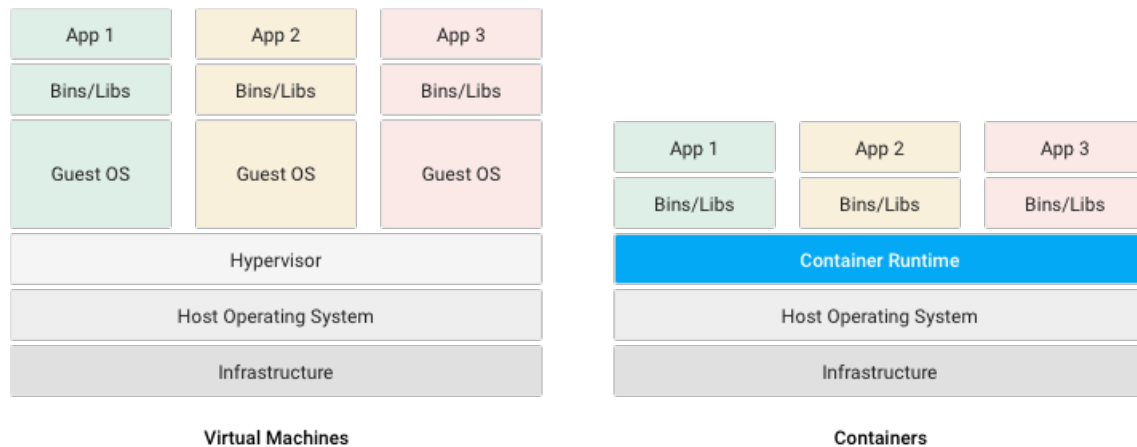 App 1
App 2
App 3
Bins/Libs
Bins/Libs
Bins/Libs
Guest OS
Guest OS
Guest OS
Hypervisor
Host Operating System
Infrastructure
Virtual Machines
App 1
App 2
App 3
Bins/Libs
Bins/Libs
Bins/Libs
Container Runtime
Host Operating System
Infrastructure
Containers